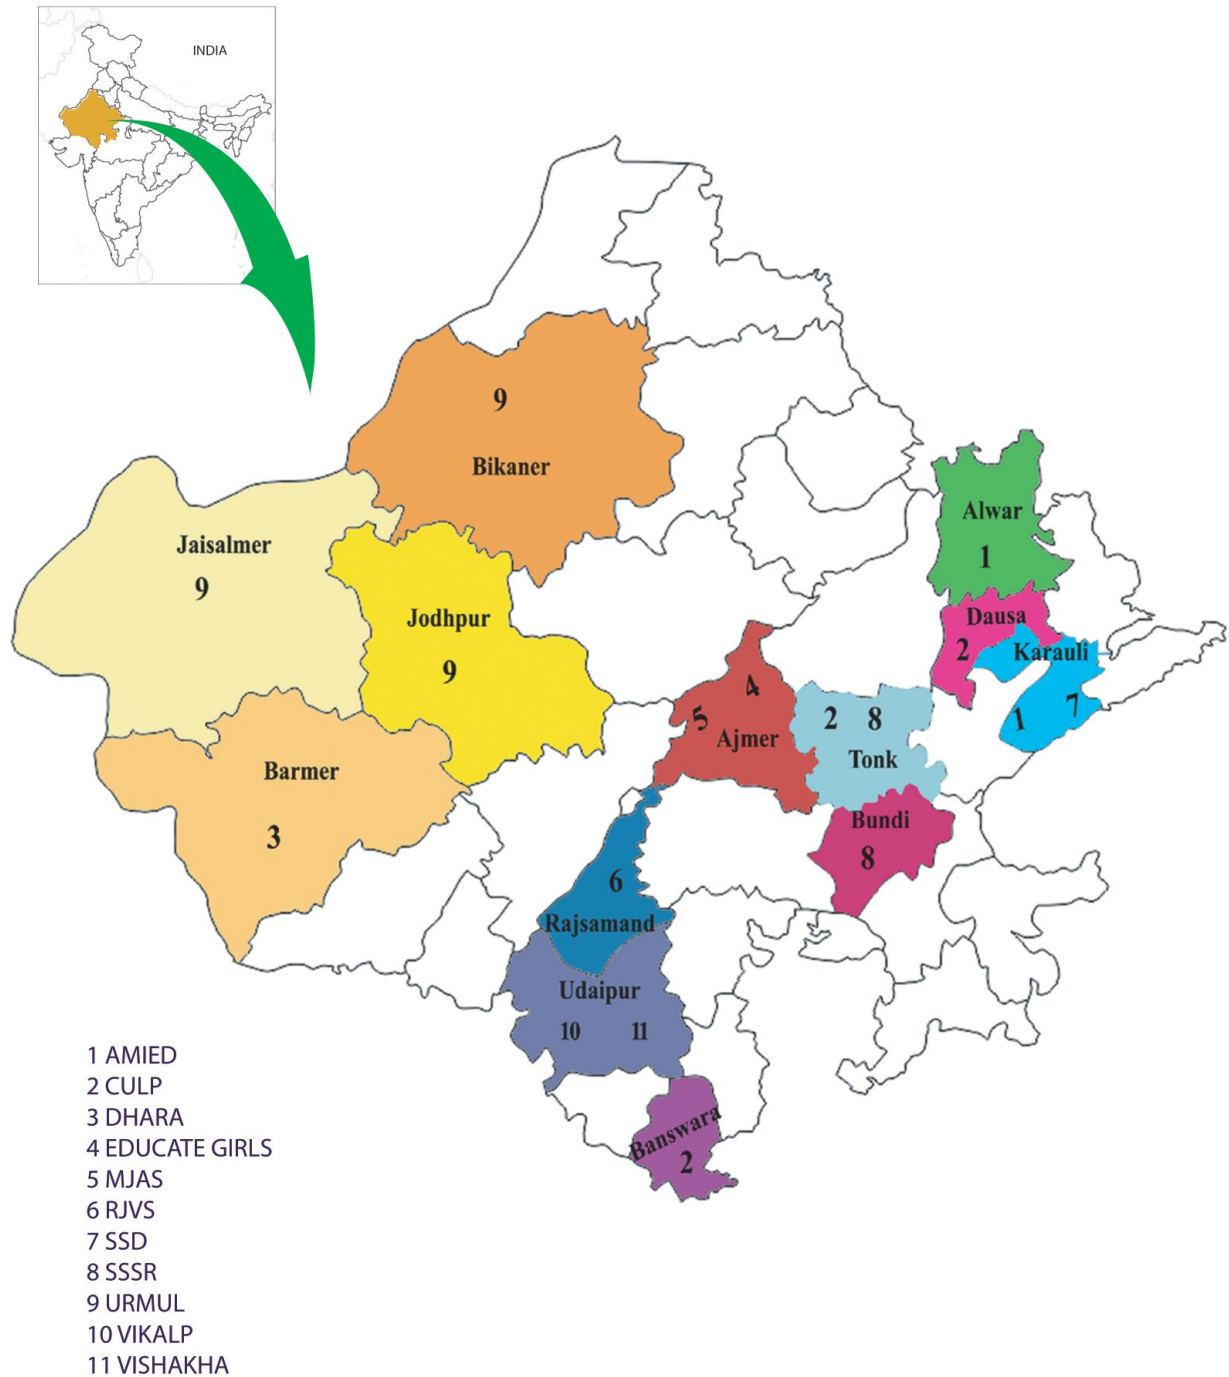 INDIA
9
Bikaner
Jaisalmer
9
Jodhpur
9
Alwar
1
Dausa
2
Karauli
1 7
4
5
Ajmer
2 8
Tonk
Barmer
3
Bundi
8
6
Rajsamand
Udaipur
10 11
Banswara
2
1 AMIED
2 CULP
3 DHARA
4 EDUCATE GIRLS
5 MJAS
6 RJVS
7 SSD
8 SSSR
9 URMUL
10 VIKALP
11 VISHAKHA